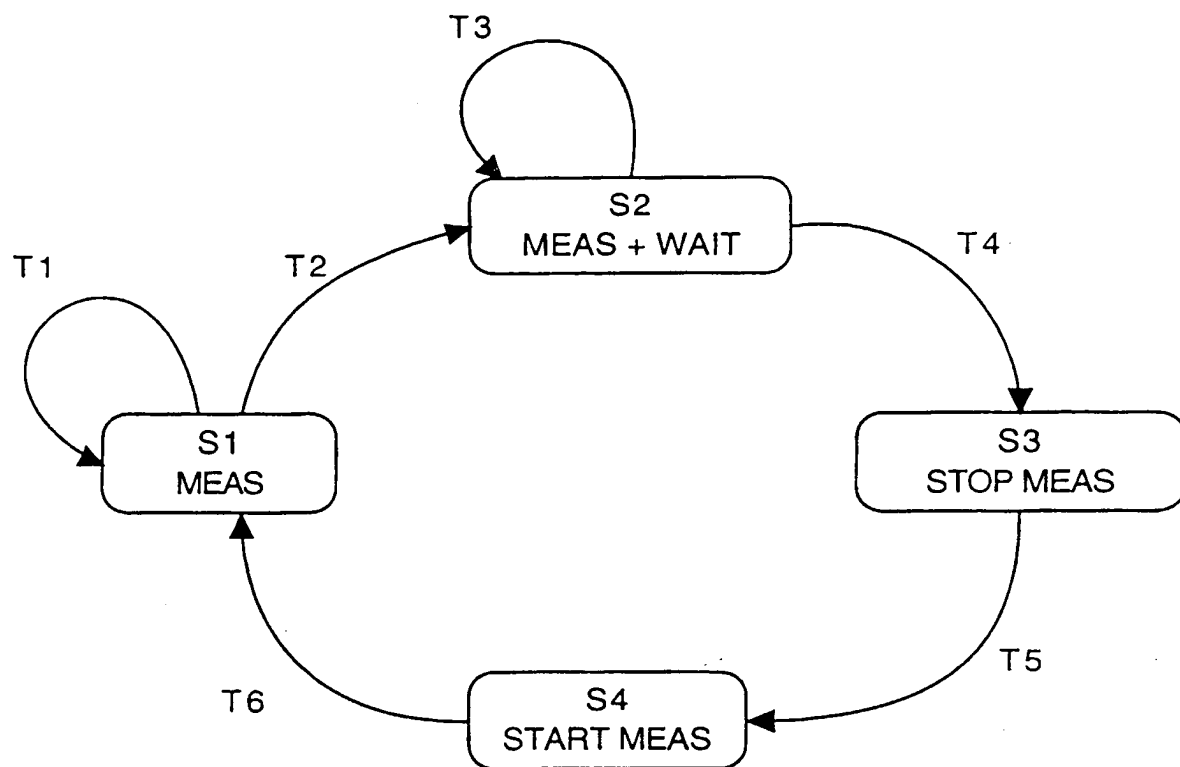 T3
S2
MEAS + WAIT
T4
T2
T1
S1
MEAS
S3
STOP MEAS
T5
S4
START MEAS
T6